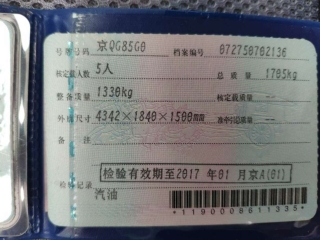 号牌号码 京QG85G0 档案编号 072750702136
核定载人数 5人 总质量 1705kg
整备质量 1330kg 核定载质量 --
外廓尺寸 4342×1840×1500mm 准牵引总质量 --
备注
检验有效期至2017年01月京A(01)
检验记录
汽油
*1190008611335*